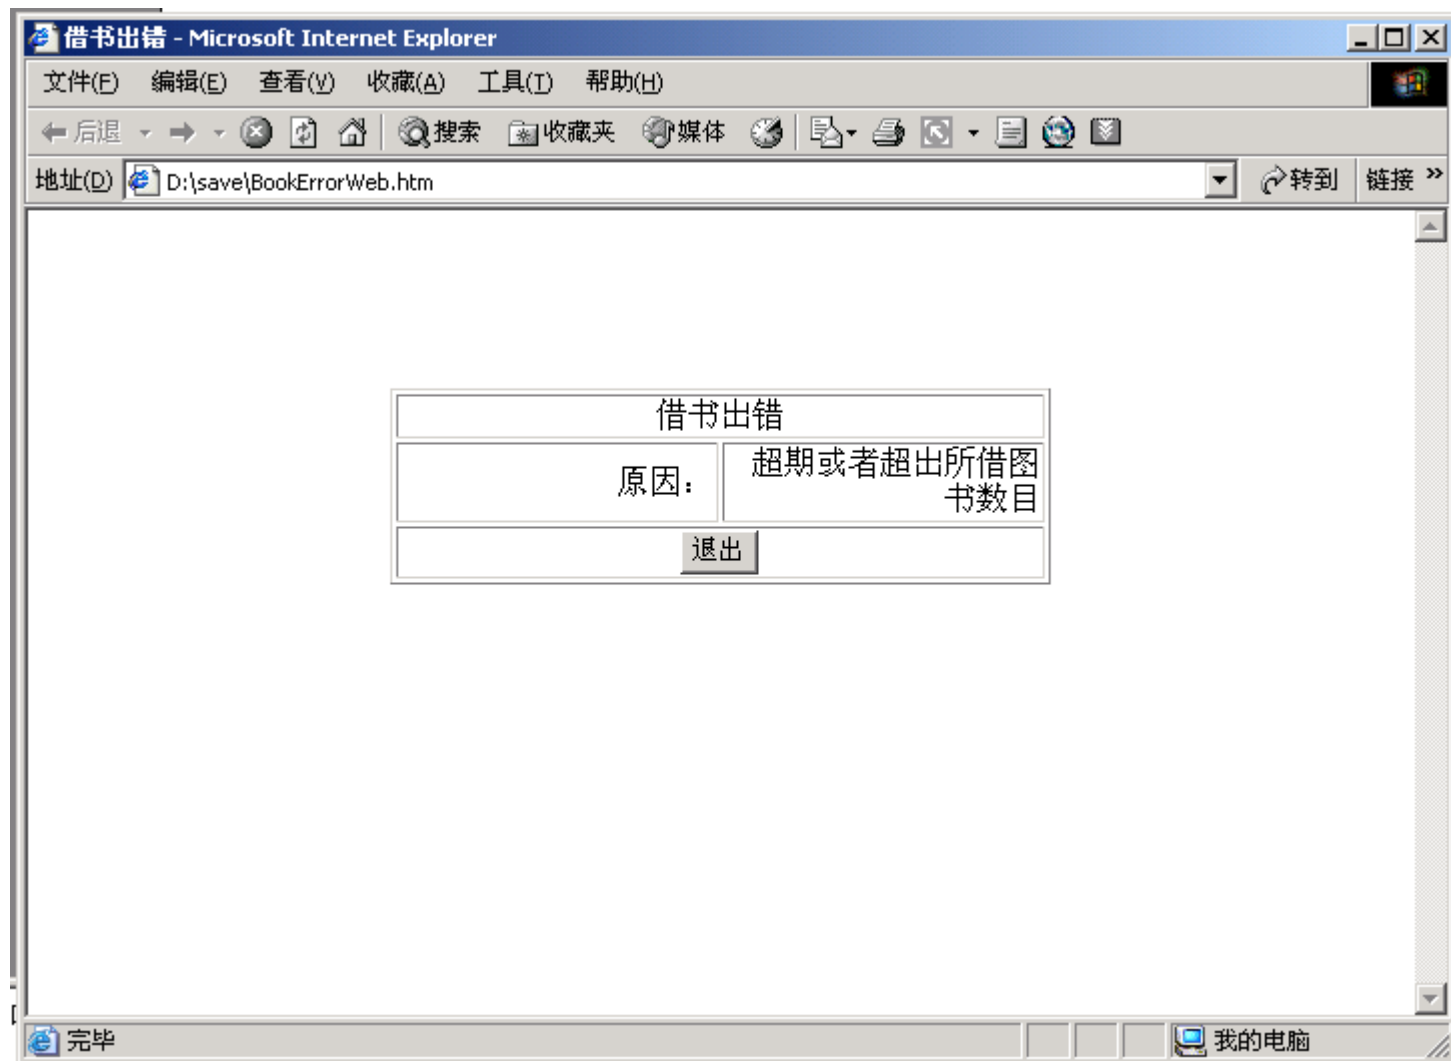 借书出错 - Microsoft Internet Explorer
文件(F) 编辑(E) 查看(V) 收藏(A) 工具(T) 帮助(H)
后退 搜索 收藏夹 媒体
地址(D) D:\save\BookErrorWeb.htm 转到 链接 »
借书出错
原因： 超期或者超出所借图
书数目
退出
完毕 我的电脑